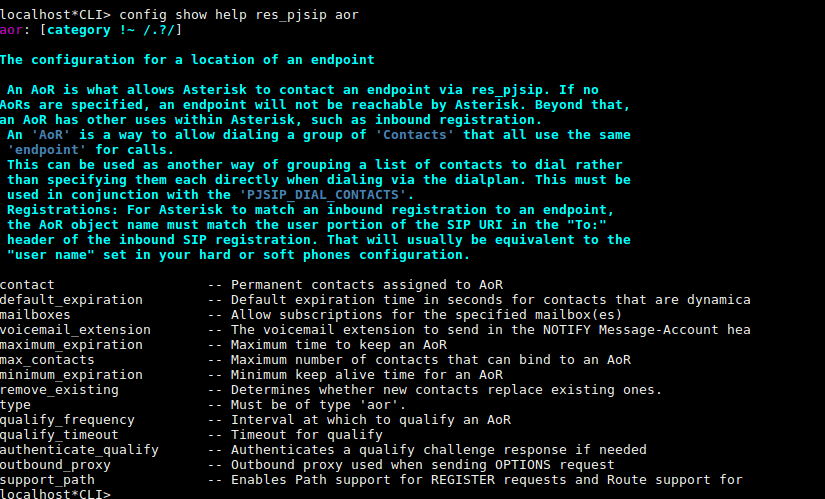 localhost*CLI> config show help res_pjsip aor
aor: [category !~ /.?/]
The configuration for a location of an endpoint
An AoR is what allows Asterisk to contact an endpoint via res_pjsip. If no
AoRs are specified, an endpoint will not be reachable by Asterisk. Beyond that,
an AoR has other uses within Asterisk, such as inbound registration.
An 'AoR' is a way to allow dialing a group of 'Contacts' that all use the same
'endpoint' for calls.
This can be used as another way of grouping a list of contacts to dial rather
than specifying them each directly when dialing via the dialplan. This must be
used in conjunction with the 'PJSIP_DIAL_CONTACTS'.
Registrations: For Asterisk to match an inbound registration to an endpoint,
the AoR object name must match the user portion of the SIP URI in the "To:"
header of the inbound SIP registration. That will usually be equivalent to the
"user name" set in your hard or soft phones configuration.
contact -- Permanent contacts assigned to AoR
default_expiration -- Default expiration time in seconds for contacts that are dynamica
mailboxes -- Allow subscriptions for the specified mailbox(es)
voicemail_extension -- The voicemail extension to send in the NOTIFY Message-Account hea
maximum_expiration -- Maximum time to keep an AoR
max_contacts -- Maximum number of contacts that can bind to an AoR
minimum_expiration -- Minimum keep alive time for an AoR
remove_existing -- Determines whether new contacts replace existing ones.
type -- Must be of type 'aor'.
qualify_frequency -- Interval at which to qualify an AoR
qualify_timeout -- Timeout for qualify
authenticate_qualify -- Authenticates a qualify challenge response if needed
outbound_proxy -- Outbound proxy used when sending OPTIONS request
support_path -- Enables Path support for REGISTER requests and Route support for
localhost*CLI>